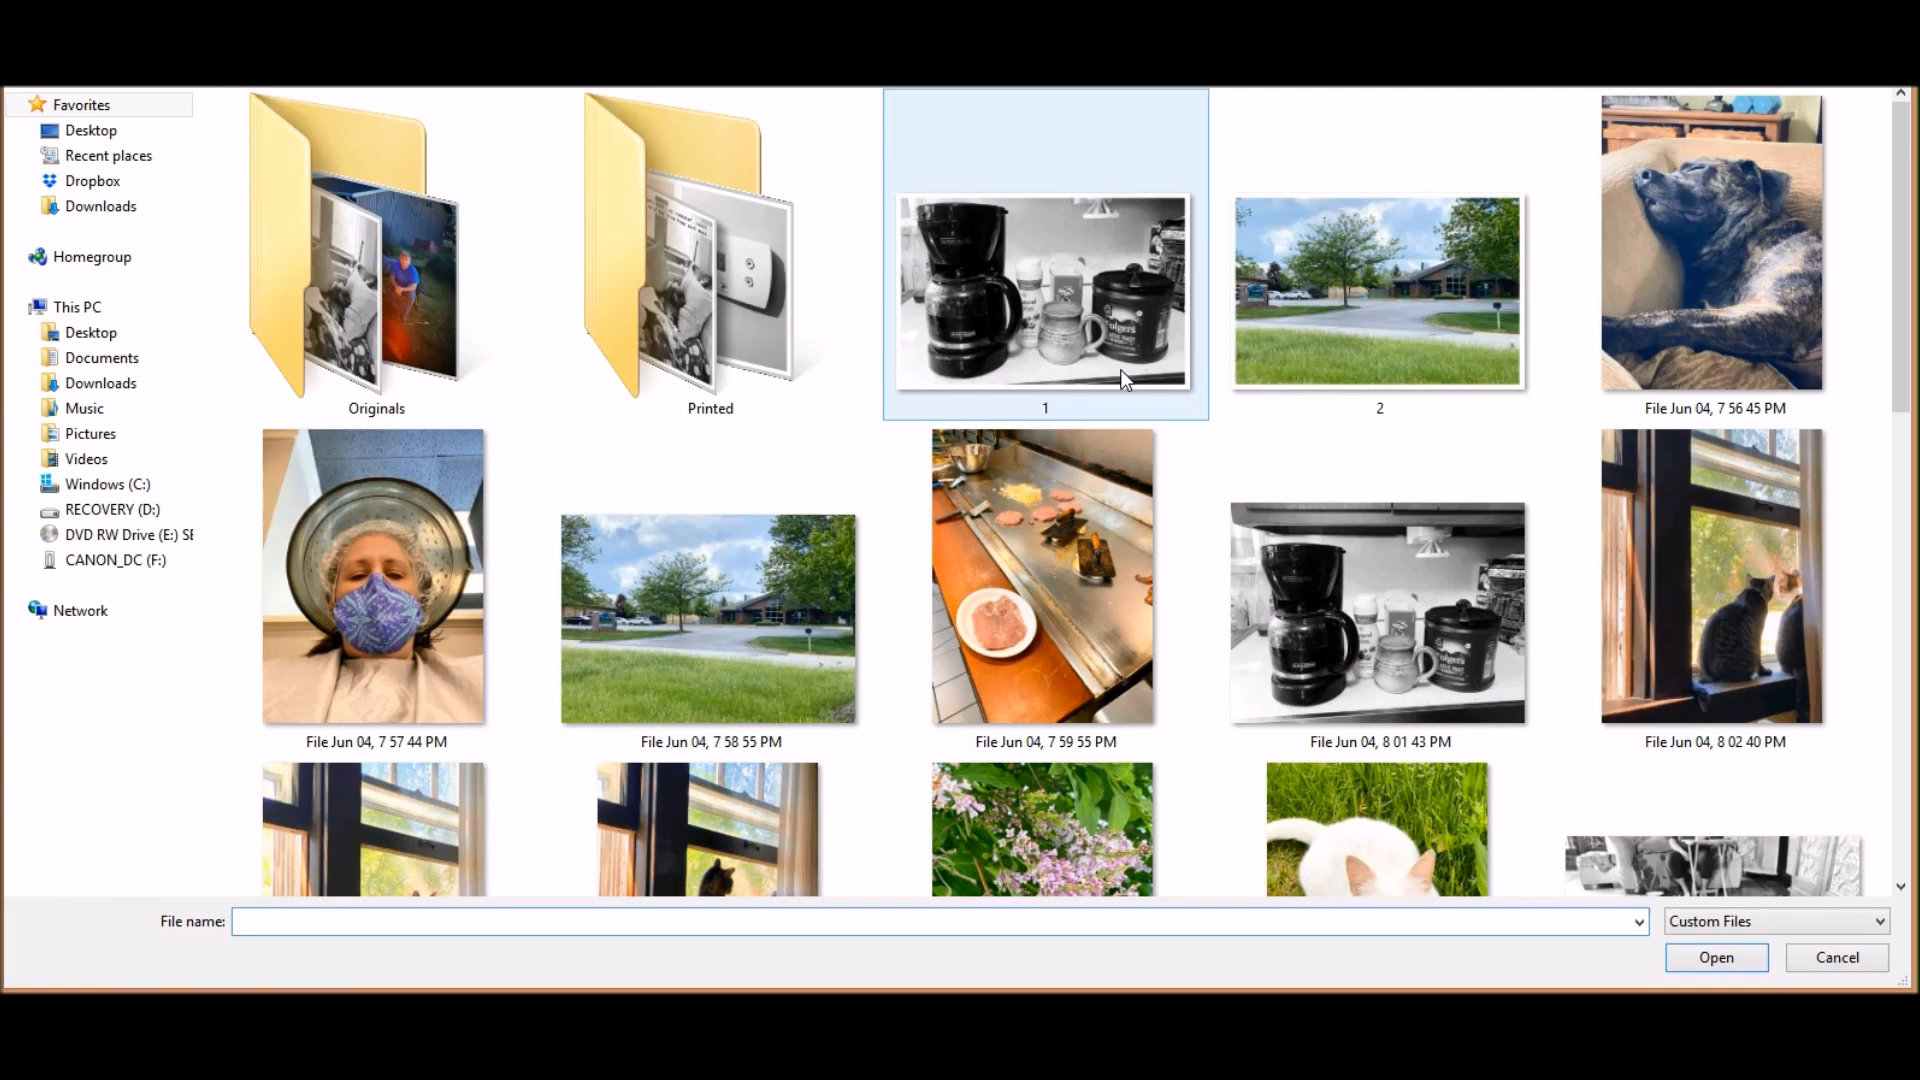 Favorites
Desktop
Recent places
Dropbox
Downloads
Homegroup
This PC
Desktop
Documents
Downloads
Music
Pictures
Videos
Windows (C:)
RECOVERY (D:)
DVD RW Drive (E:) SE
CANON_DC (F:)
Network
Originals
Printed
Folgers
1
2
File Jun 04, 7 56 45 PM
File Jun 04, 7 57 44 PM
File Jun 04, 7 58 55 PM
File Jun 04, 7 59 55 PM
Folgers
File Jun 04, 8 01 43 PM
File Jun 04, 8 02 40 PM
File name:
Custom Files
Open
Cancel